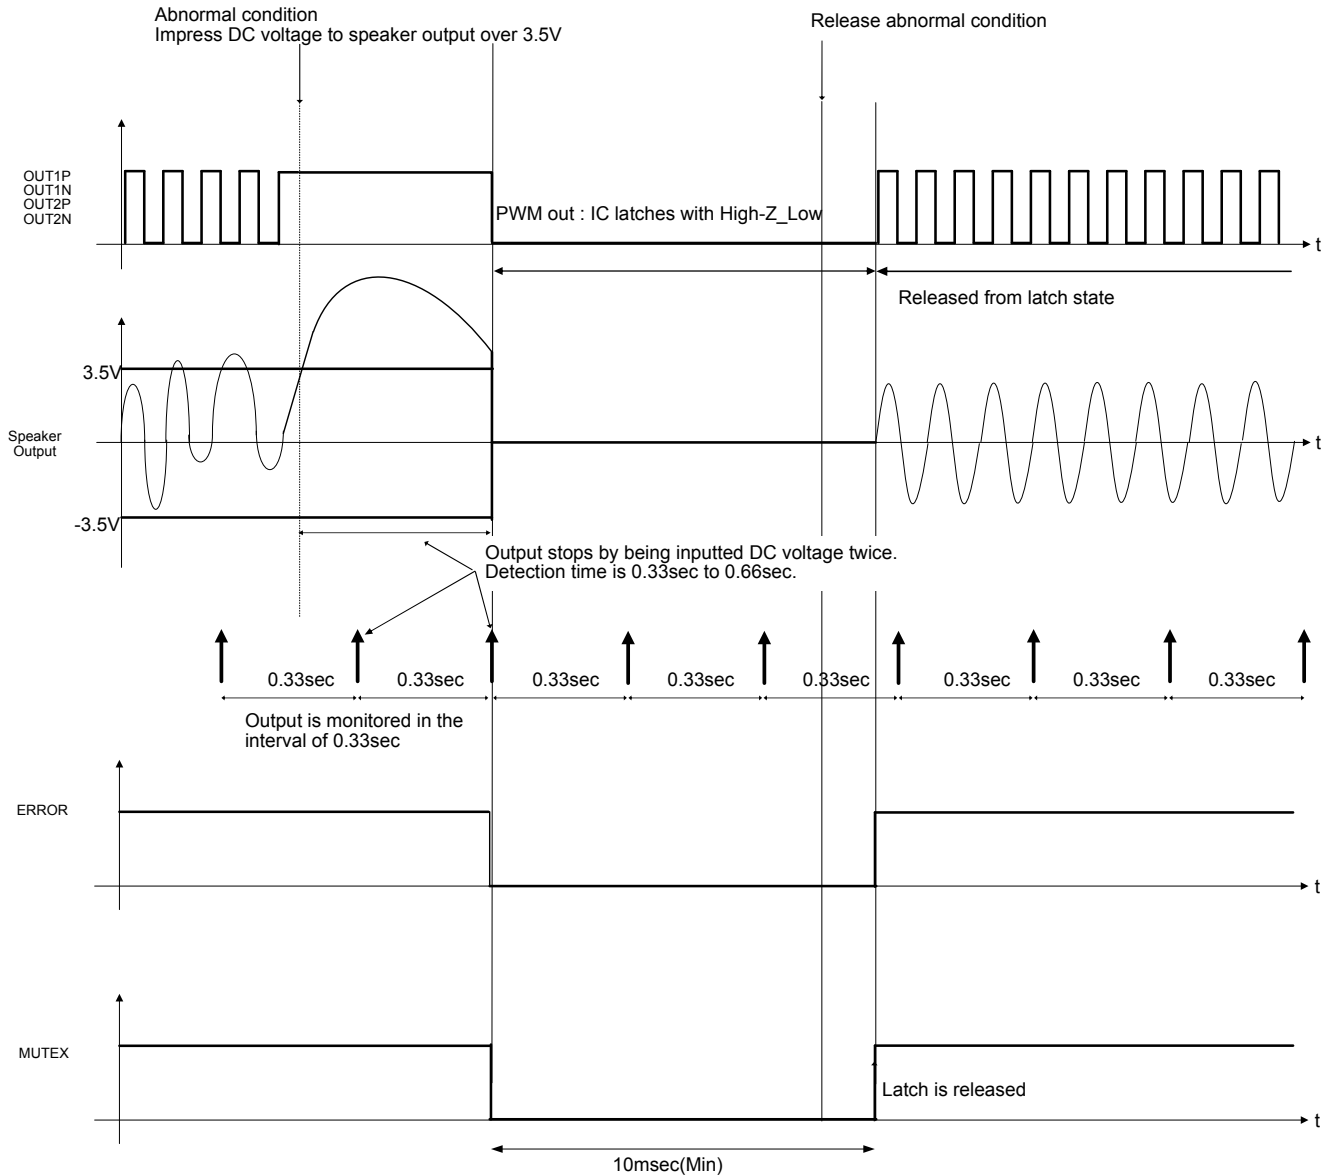 Abnormal condition
Impress DC voltage to speaker output over 3.5V
Release abnormal condition
OUT1P
OUT1N
OUT2P
OUT2N
PWM out : IC latches with High-Z_Low
t
Released from latch state
3.5V
Speaker
Output
t
-3.5V
Output stops by being inputted DC voltage twice.
Detection time is 0.33sec to 0.66sec.
0.33sec
0.33sec
0.33sec
0.33sec
0.33sec
0.33sec
0.33sec
0.33sec
Output is monitored in the
interval of 0.33sec
ERROR
t
MUTEX
Latch is released
t
10msec(Min)